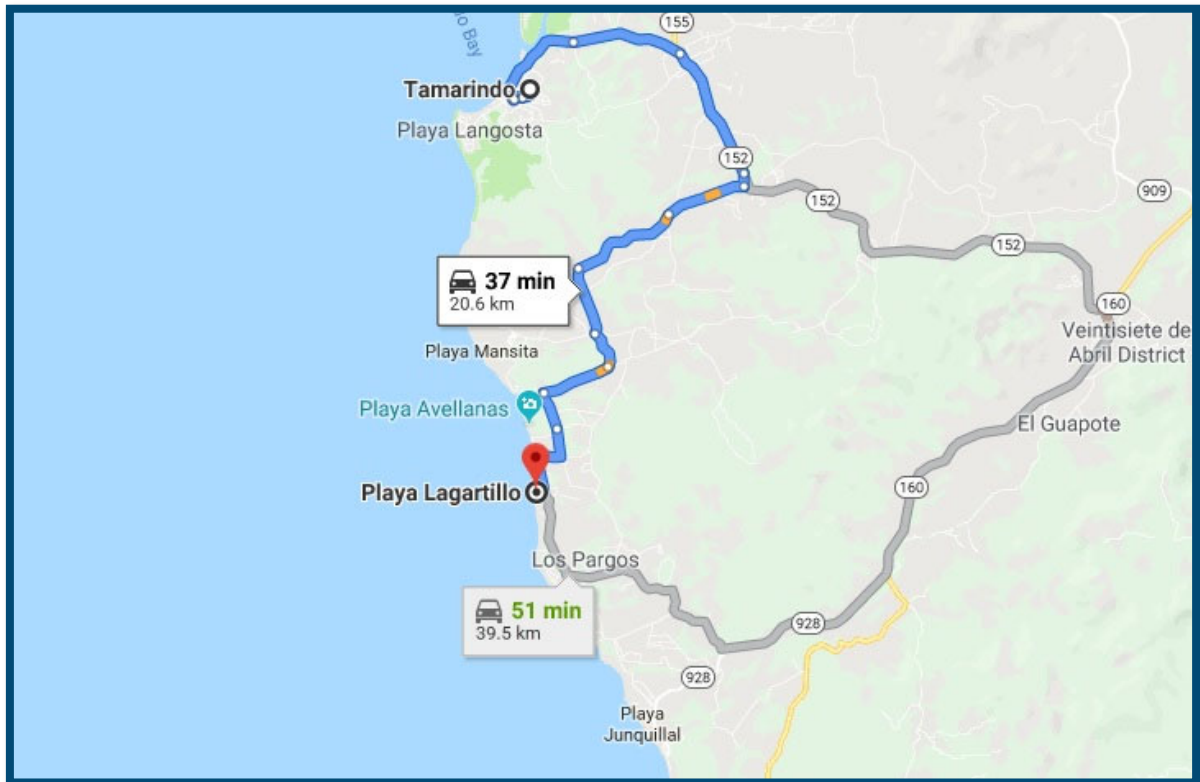 155
Tamarindo
Playa Langosta
152
909
152
152
37 min
20.6 km
160
Veintisiete de
Abril District
Playa Mansita
Playa Avellanas
El Guapote
Playa Lagartillo
160
Los Pargos
51 min
39.5 km
928
928
Playa
Junquillal